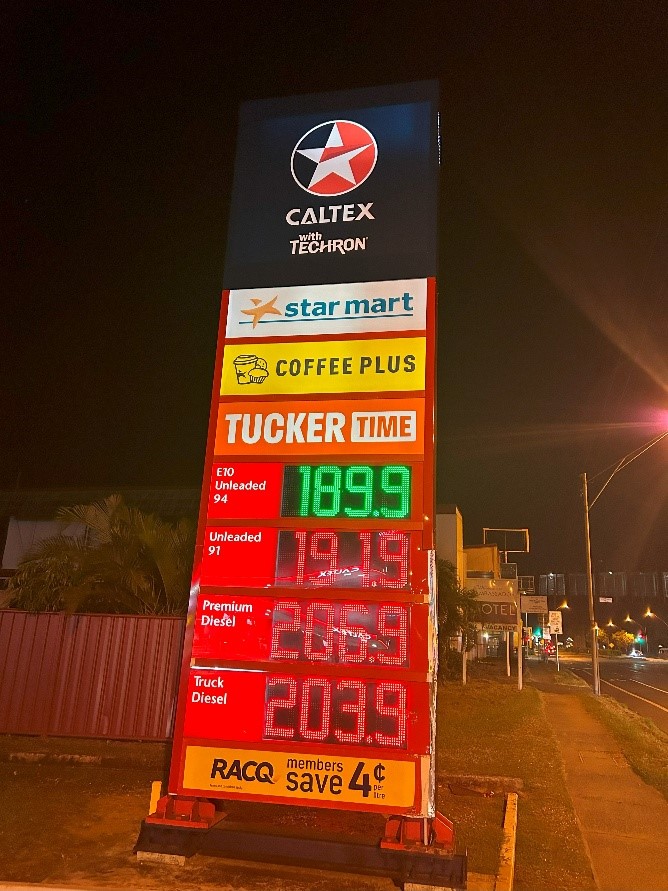 CALTEX
with
TECHRON
star mart
COFFEE PLUS
TUCKER TIME
E10
Unleaded
94
189.9
Unleaded
91
191.9
Premium
Diesel
206.9
Truck
Diesel
203.9
RACQ members save 4¢ per litre
VACANCY